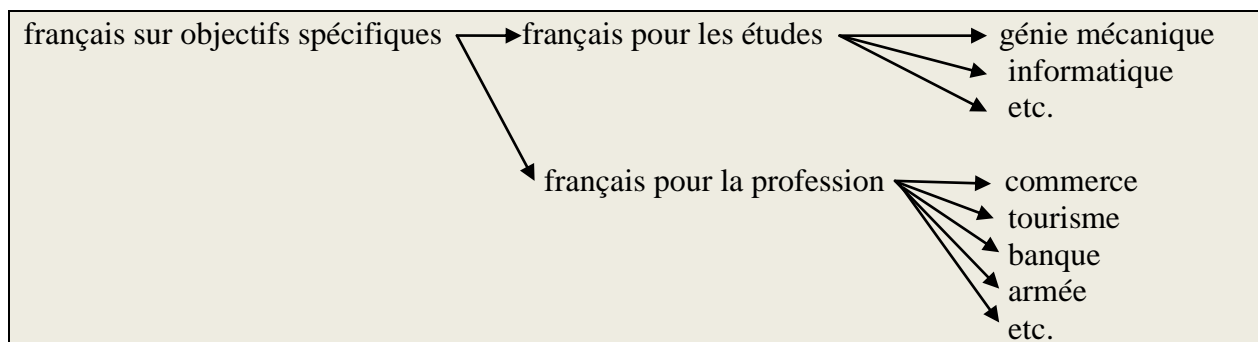 français sur objectifs spécifiques français pour les études génie mécanique
informatique
etc.
français pour la profession commerce
tourisme
banque
armée
etc.